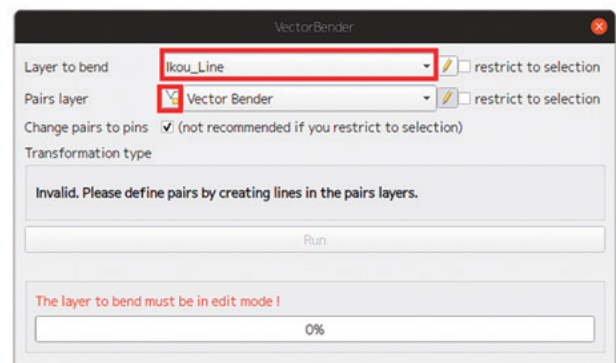 VectorBender
Layer to bend Ikou_Line restrict to selection
Pairs layer Vector Bender restrict to selection
Change pairs to pins (not recommended if you restrict to selection)
Transformation type
Invalid. Please define pairs by creating lines in the pairs layers.
Run
The layer to bend must be in edit mode !
0%